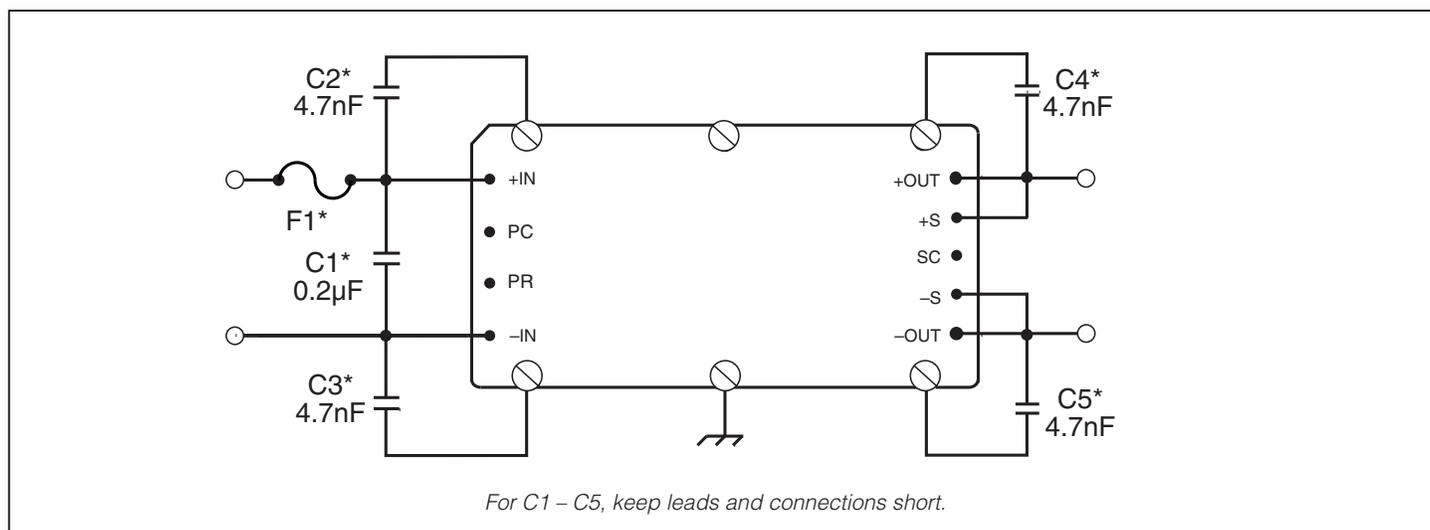 C2*
4.7nF
C4*
4.7nF
+IN
+OUT
F1*
+S
PC
C1*
0.2µF
SC
PR
–S
–IN
–OUT
C3*
4.7nF
C5*
4.7nF
For C1 – C5, keep leads and connections short.